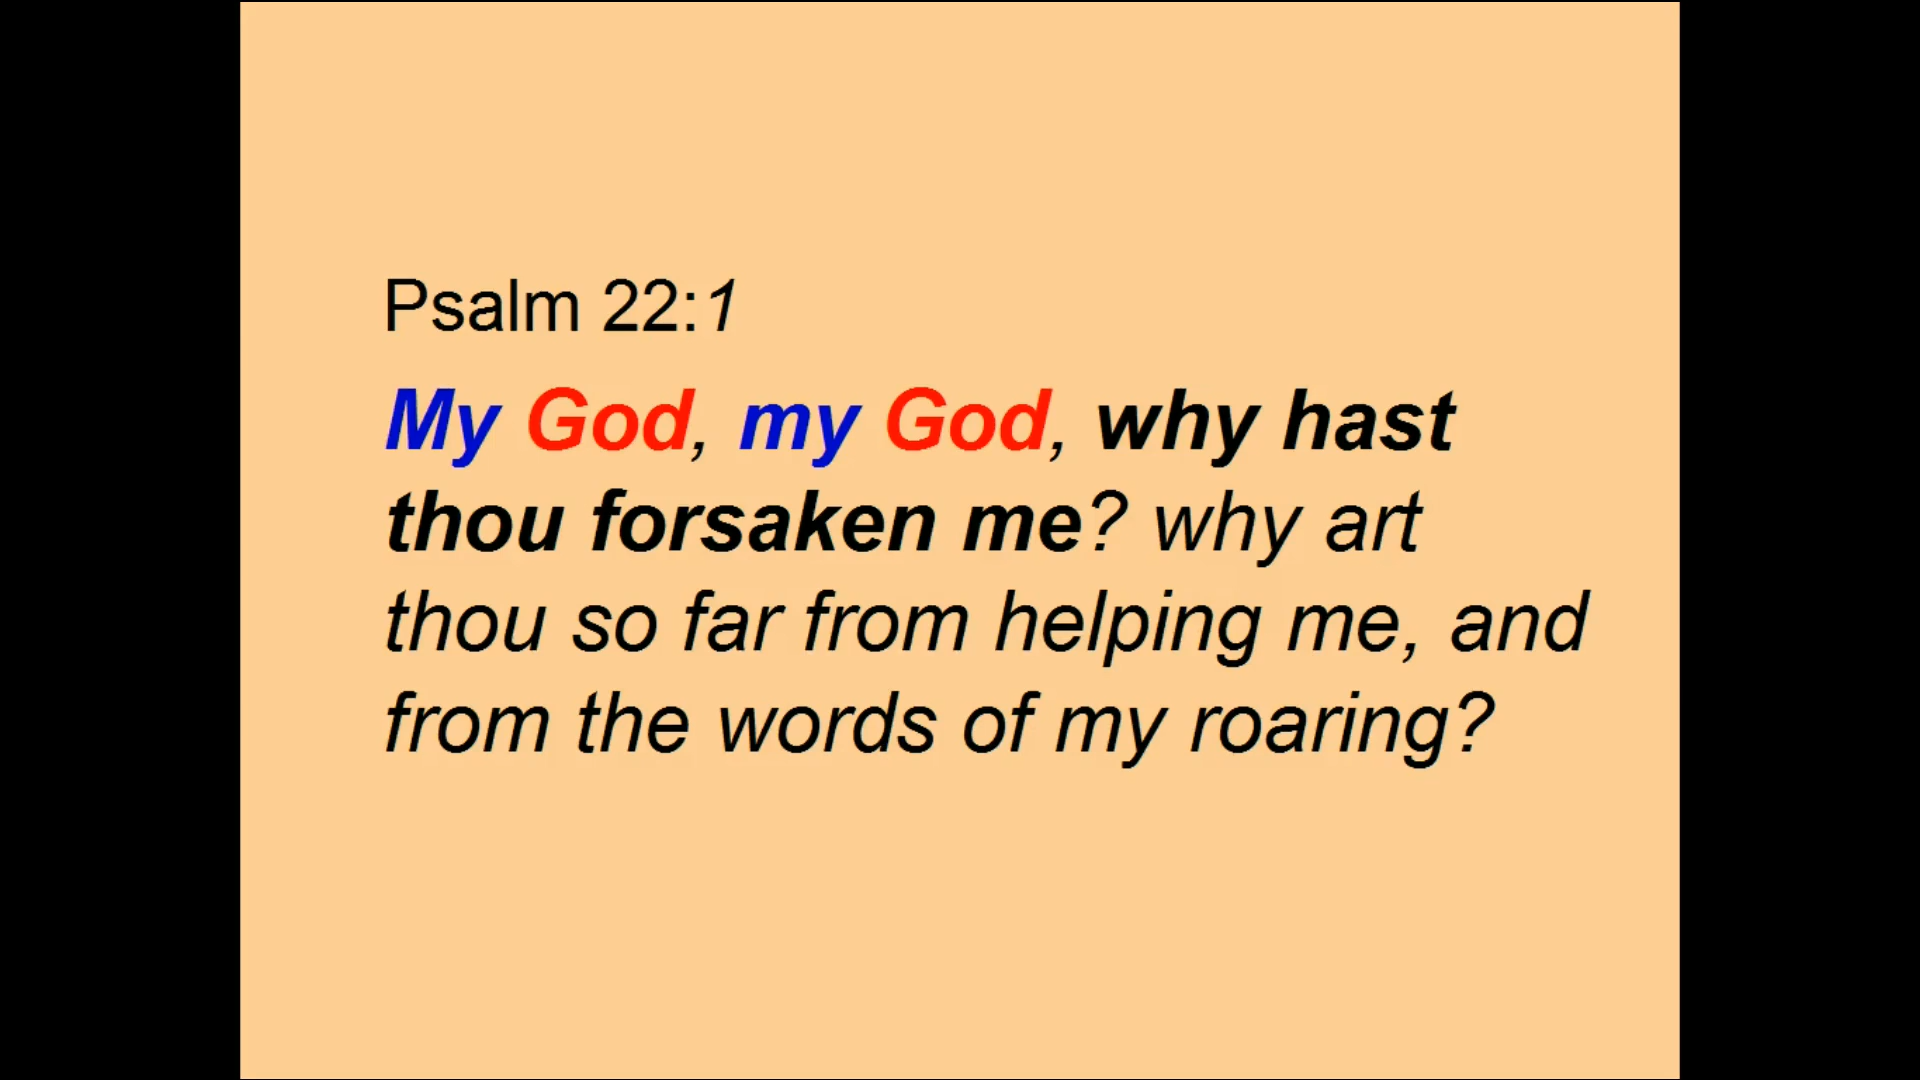 Psalm 22:1
My God, my God, why hast
thou forsaken me? why art
thou so far from helping me, and
from the words of my roaring?